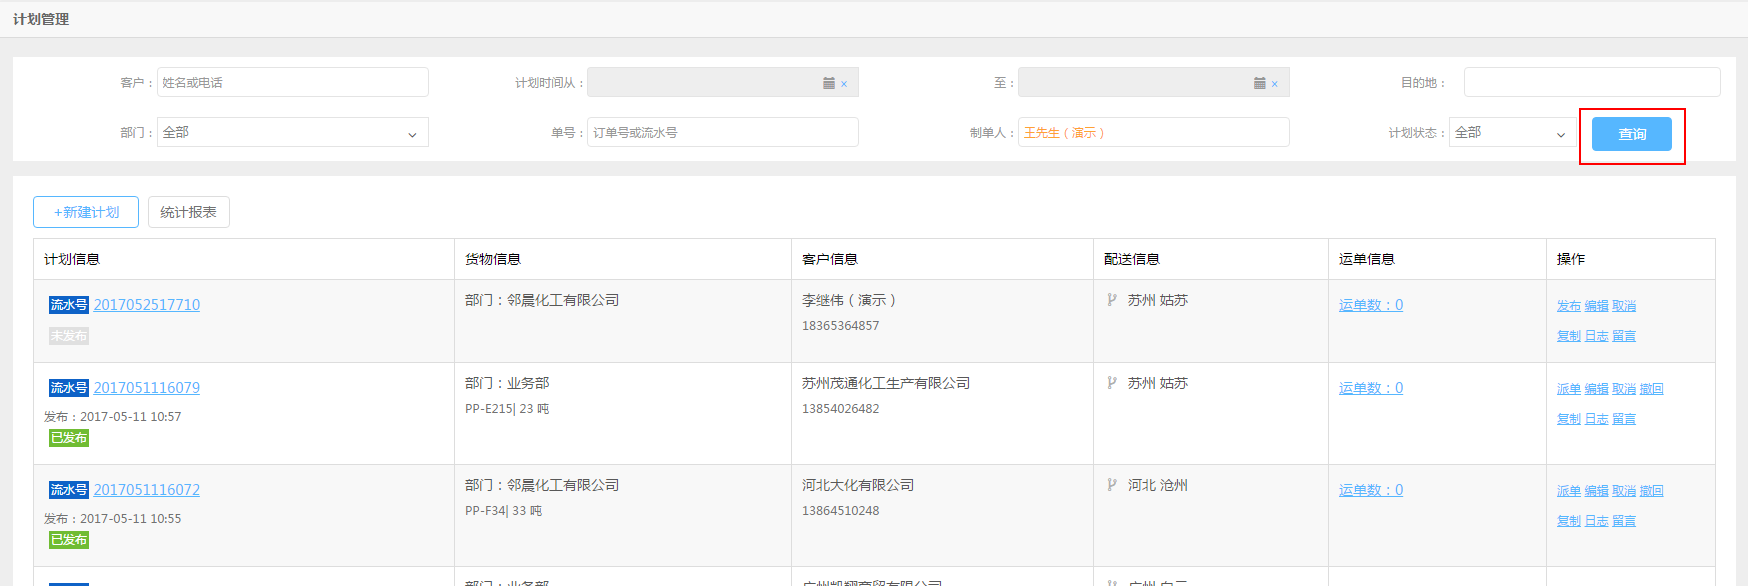 计划管理
客户：姓名或电话 计划时间从： × 至： × 目的地：
部门：全部 单号：订单号或流水号 制单人：王先生（演示） 计划状态：全部 查询
+新建计划 统计报表
计划信息 货物信息 客户信息 配送信息 运单信息 操作
流水号 2017052517710 部门：邻晨化工有限公司 李继伟（演示） 苏州 姑苏 运单数：0 发布 编辑 取消
未发布 18365364857 复制 日志 留言
流水号 2017051116079 部门：业务部 苏州茂通化工生产有限公司 苏州 姑苏 运单数：0 派单 编辑 取消 撤回
发布：2017-05-11 10:57 PP-E215| 23 吨 13854026482 复制 日志 留言
已发布
流水号 2017051116072 部门：邻晨化工有限公司 河北大化有限公司 河北 沧州 运单数：0 派单 编辑 取消 撤回
发布：2017-05-11 10:55 PP-F34| 33 吨 13864510248 复制 日志 留言
已发布
部门：业务部